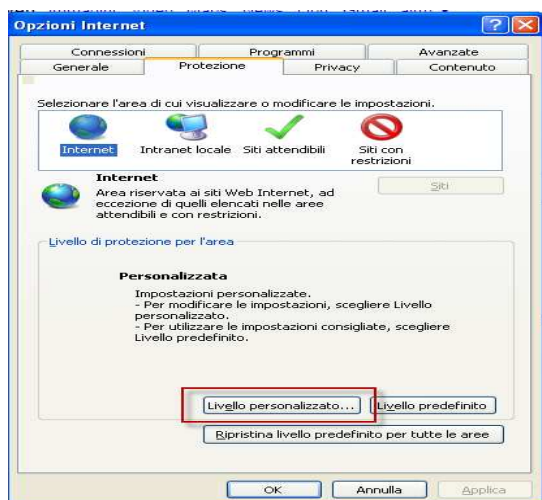 Opzioni Internet
Connessioni Programmi Avanzate
Generale Protezione Privacy Contenuto
Selezionare l'area di cui visualizzare o modificare le impostazioni.
Internet Intranet locale Siti attendibili Siti con
restrizioni
Internet
Area riservata ai siti Web Internet, ad
eccezione di quelli elencati nelle aree
attendibili e con restrizioni.
Siti
Livello di protezione per l'area
Personalizzata
Impostazioni personalizzate.
- Per modificare le impostazioni, scegliere Livello
personalizzato.
- Per utilizzare le impostazioni consigliate, scegliere
Livello predefinito.
Livello personalizzato... Livello predefinito
Ripristina livello predefinito per tutte le aree
OK Annulla Applica